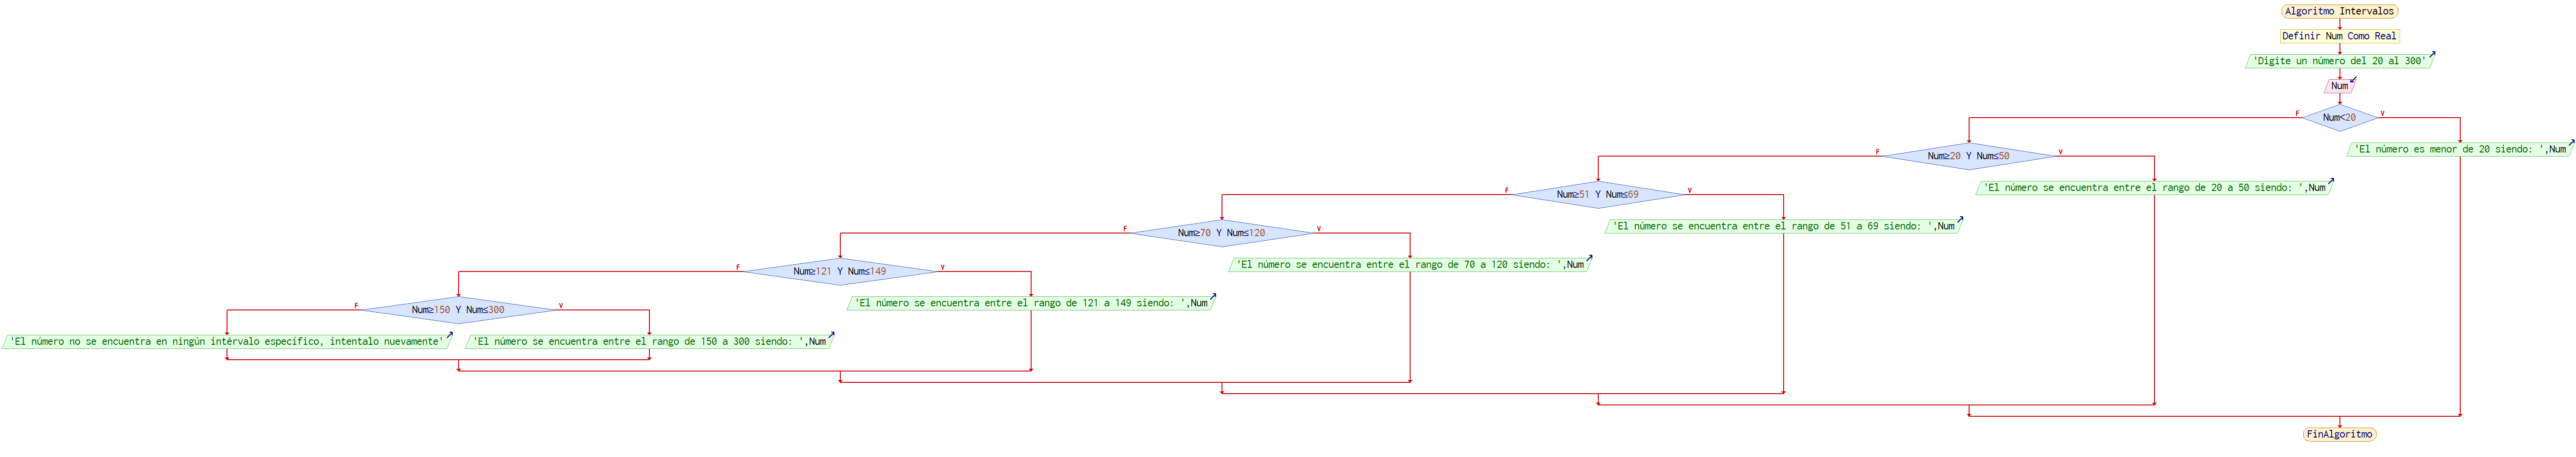 Algoritmo Intervalos
Definir Num Como Real
'Digite un número del 20 al 300'
Num
Num<20
F
V
'El número es menor de 20 siendo: ',Num
Num≥20 Y Num≤50
F
V
'El número se encuentra entre el rango de 20 a 50 siendo: ',Num
Num≥51 Y Num≤69
F
V
'El número se encuentra entre el rango de 51 a 69 siendo: ',Num
Num≥70 Y Num≤120
F
V
'El número se encuentra entre el rango de 70 a 120 siendo: ',Num
Num≥121 Y Num≤149
F
V
'El número se encuentra entre el rango de 121 a 149 siendo: ',Num
Num≥150 Y Num≤300
F
V
'El número no se encuentra en ningún intérvalo específico, intentalo nuevamente'
'El número se encuentra entre el rango de 150 a 300 siendo: ',Num
FinAlgoritmo